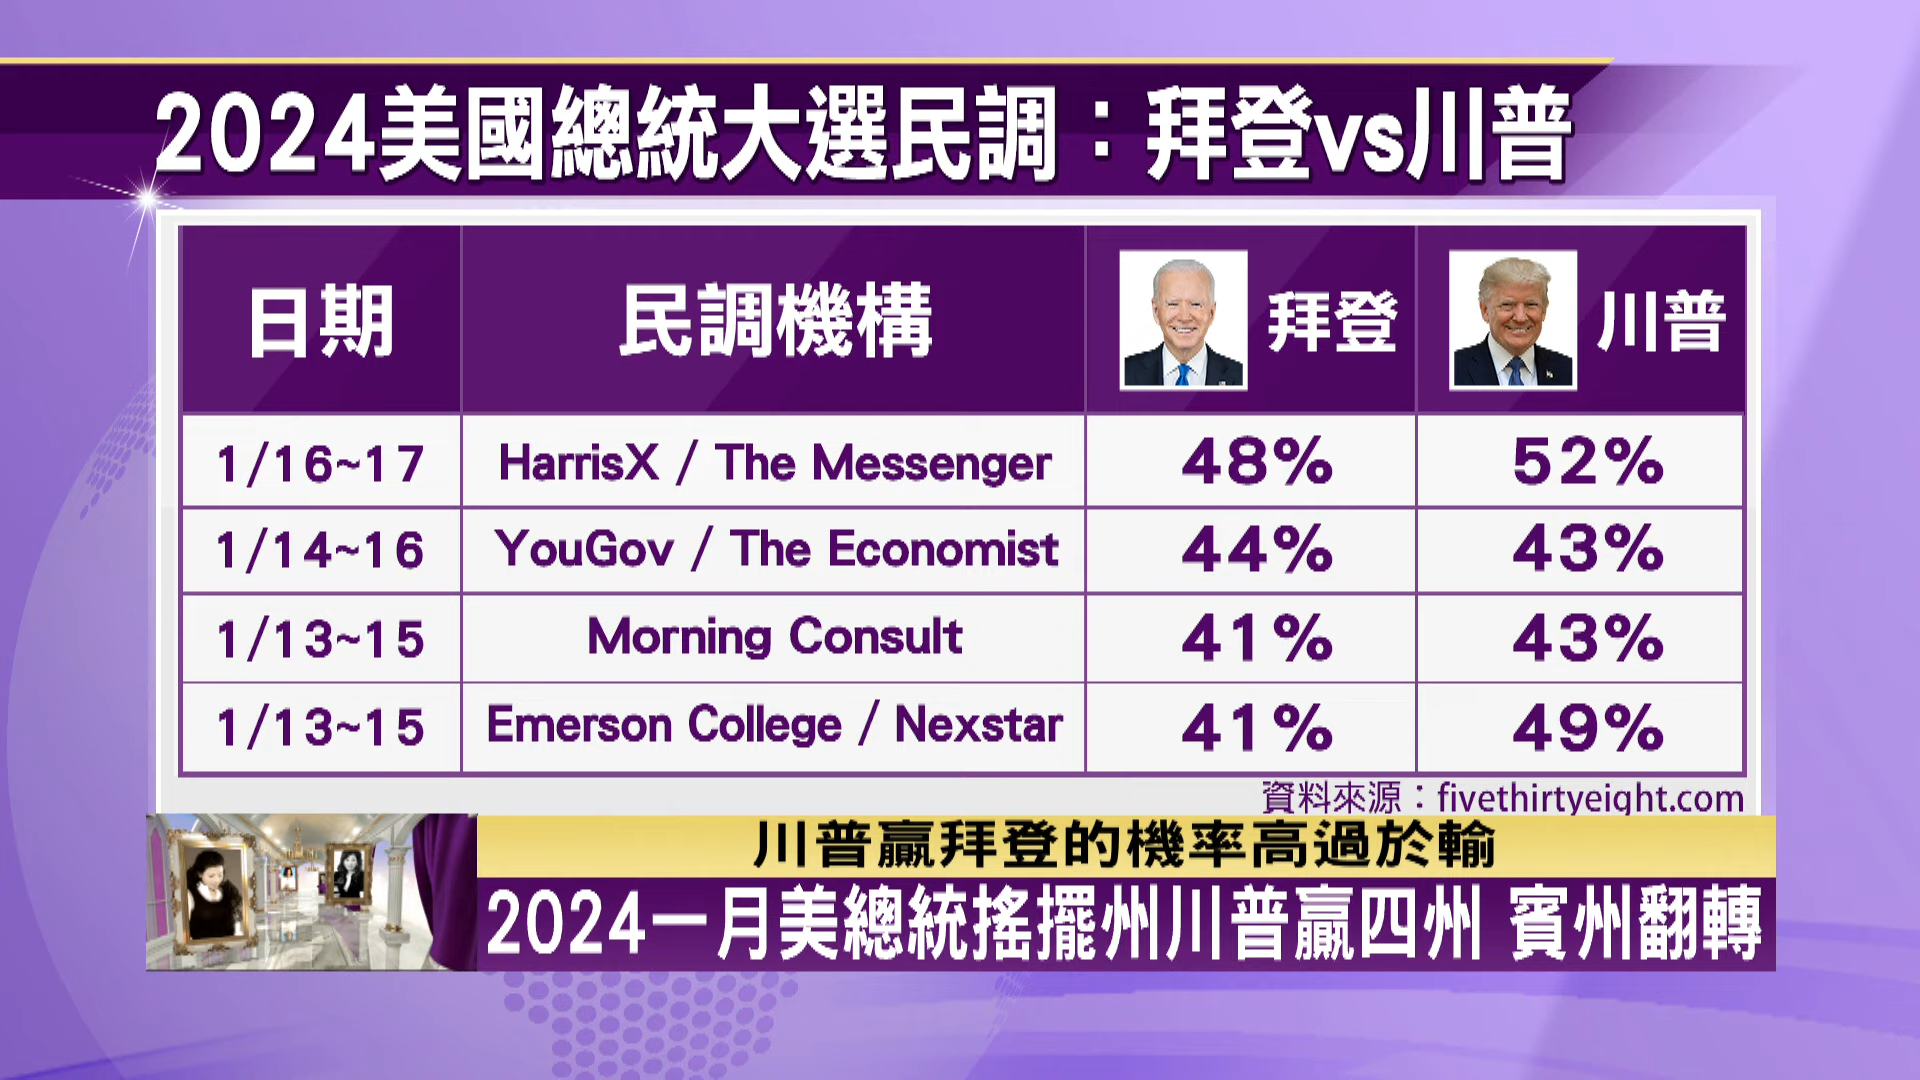 2024美國總統大選民調：拜登vs川普
日期 民調機構 拜登 川普
1/16~17 HarrisX / The Messenger 48% 52%
1/14~16 YouGov / The Economist 44% 43%
1/13~15 Morning Consult 41% 43%
1/13~15 Emerson College / Nexstar 41% 49%
資料來源：fivethirtyeight.com
川普贏拜登的機率高過於輸
2024一月美總統搖擺州川普贏四州 賓州翻轉